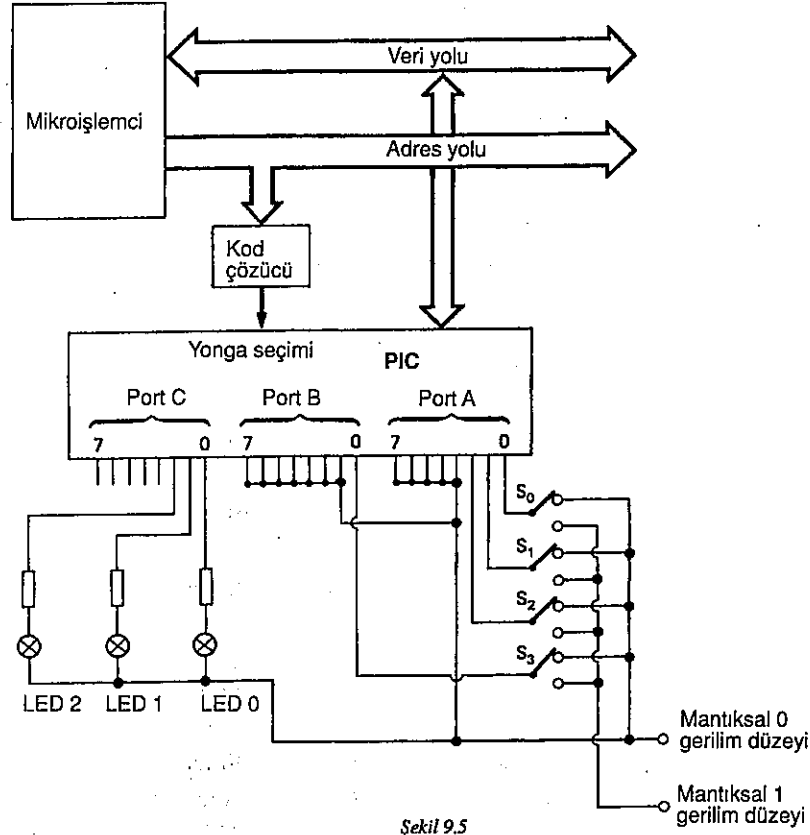 Veri yolu
Mikroişlemci
Adres yolu
Kod
çözücü
Yonga seçimi
PIC
Port C
Port B
Port A
7 0 7 0 7 0
S0
S1
S2
S3
LED 2 LED 1 LED 0
Mantıksal 0
gerilim düzeyi
Mantıksal 1
gerilim düzeyi
Şekil 9.5